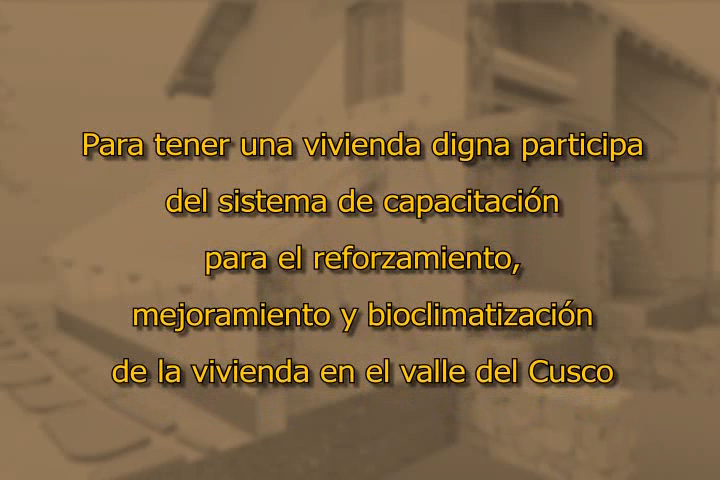 Para tener una vivienda digna participa
del sistema de capacitación
para el reforzamiento,
mejoramiento y bioclimatización
de la vivienda en el valle del Cusco